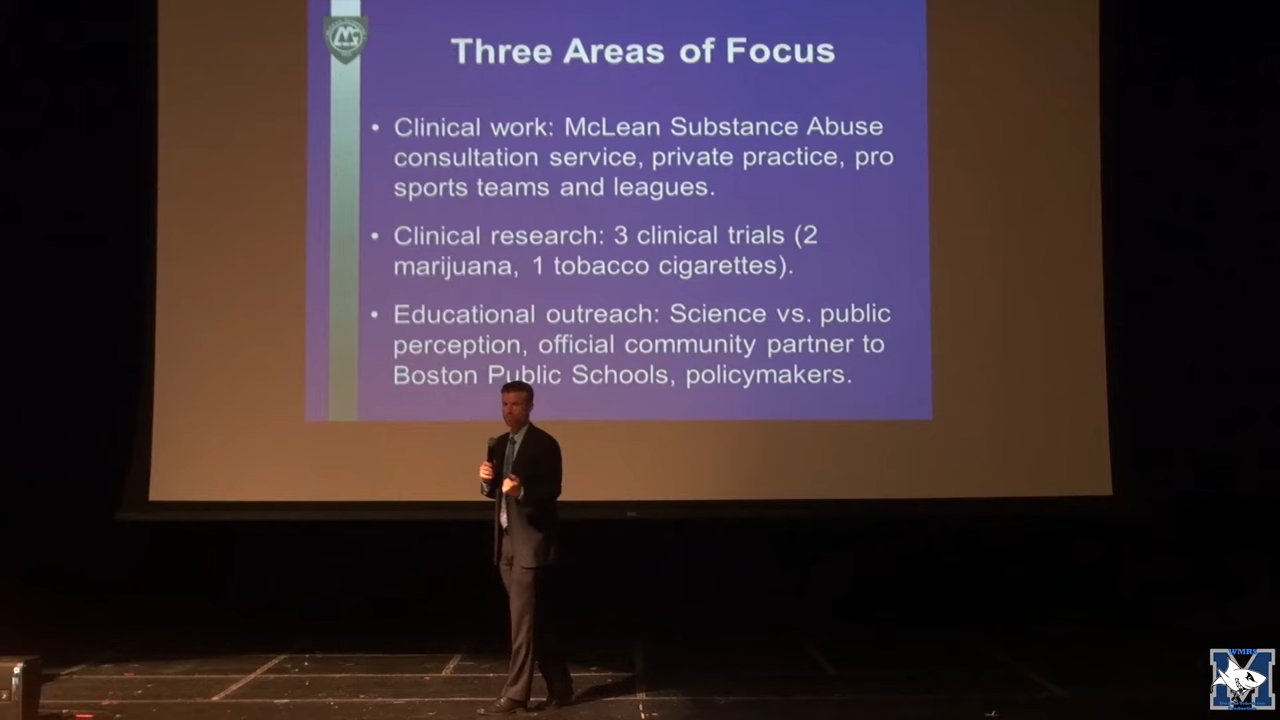 Three Areas of Focus
• Clinical work: McLean Substance Abuse
consultation service, private practice, pro
sports teams and leagues.
• Clinical research: 3 clinical trials (2
marijuana, 1 tobacco cigarettes).
• Educational outreach: Science vs. public
perception, official community partner to
Boston Public Schools, policymakers.
WMRS